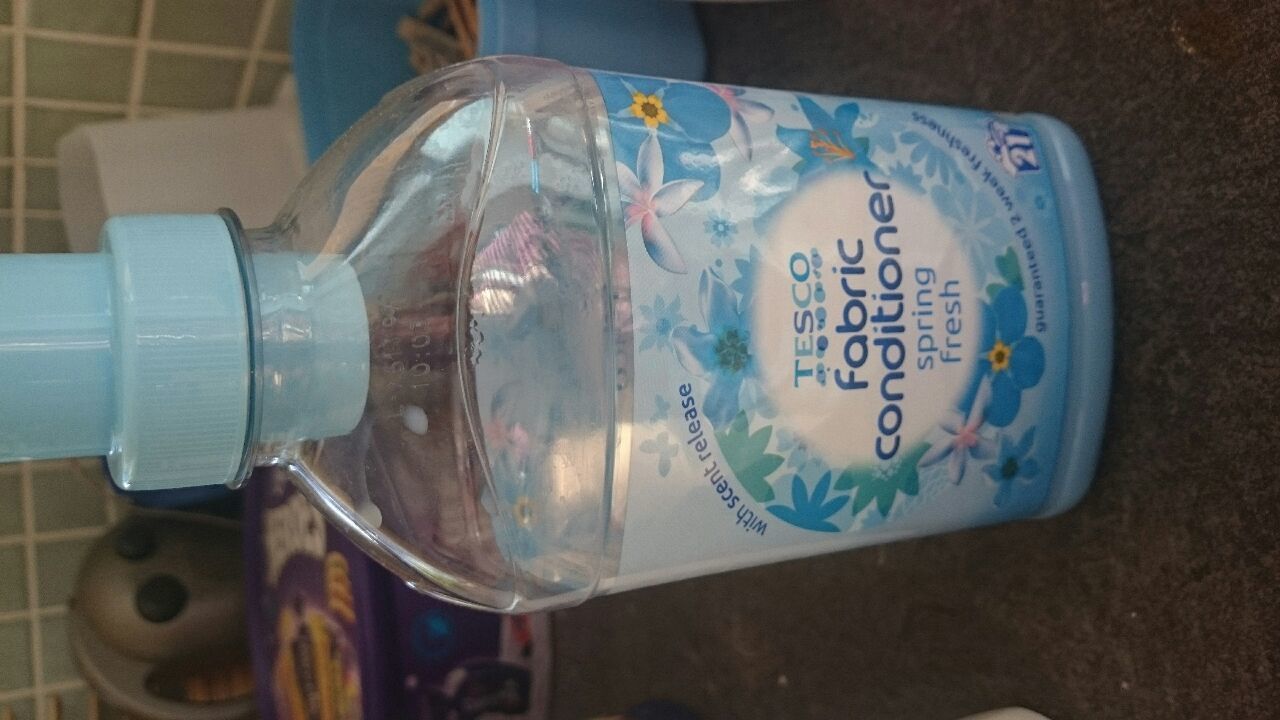 with scent release
TESCO
fabric
conditioner
spring
fresh
guaranteed 2 week freshness
21